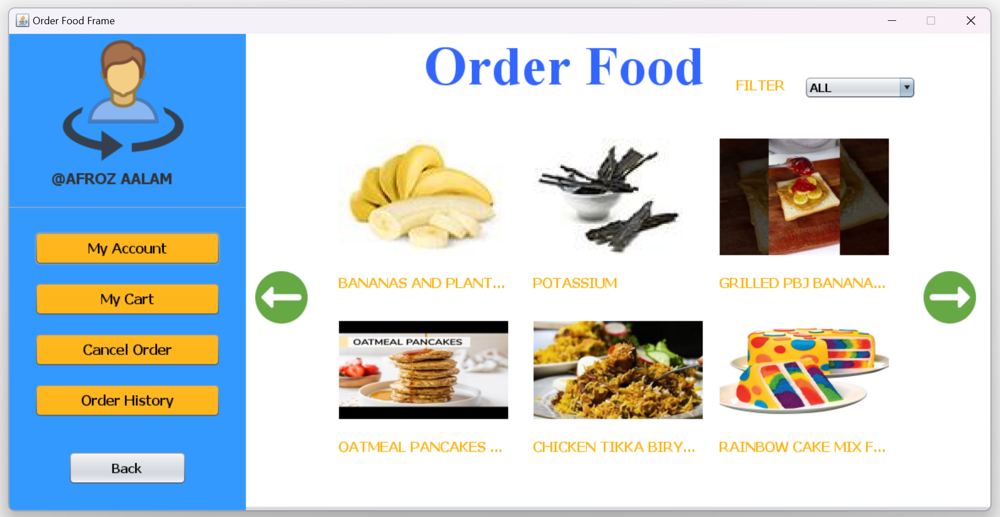 Order Food Frame
@AFROZ AALAM
My Account
My Cart
Cancel Order
Order History
Back
Order Food
FILTER
ALL
BANANAS AND PLANT...
POTASSIUM
GRILLED PBJ BANANA...
OATMEAL PANCAKES
OATMEAL PANCAKES ...
CHICKEN TIKKA BIRY...
RAINBOW CAKE MIX F...